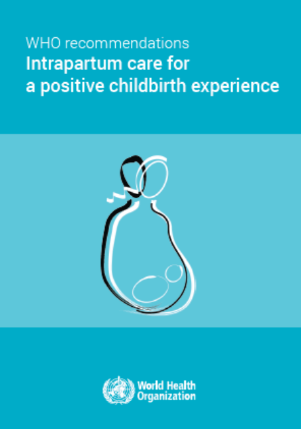 WHO recommendations
Intrapartum care for
a positive childbirth experience
World Health
Organization